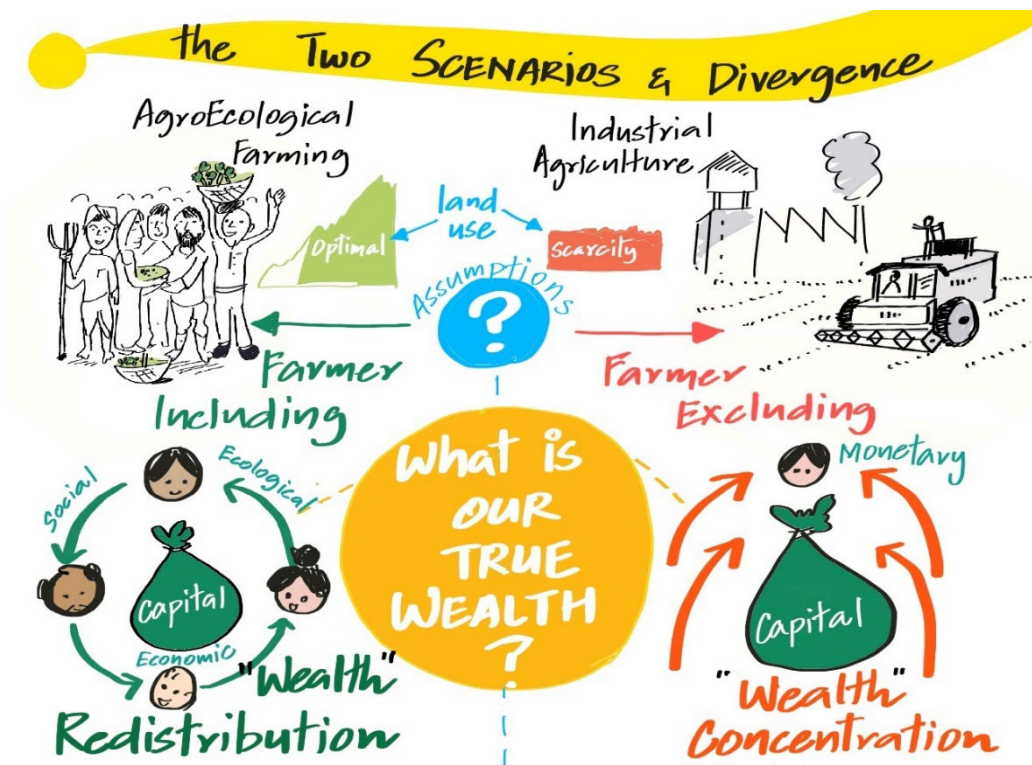 the Two SCENARIOS & Divergence
AgroEcological
Farming
Industrial
Agriculture
land
use
Optimal
Scarcity
Assumptions
?
Farmer
Including
Farmer
Excluding
What is
OUR
TRUE
WEALTH
?
Social
Ecological
Capital
Economic
"Wealth"
Redistribution
Monetary
Capital
"Wealth"
Concentration